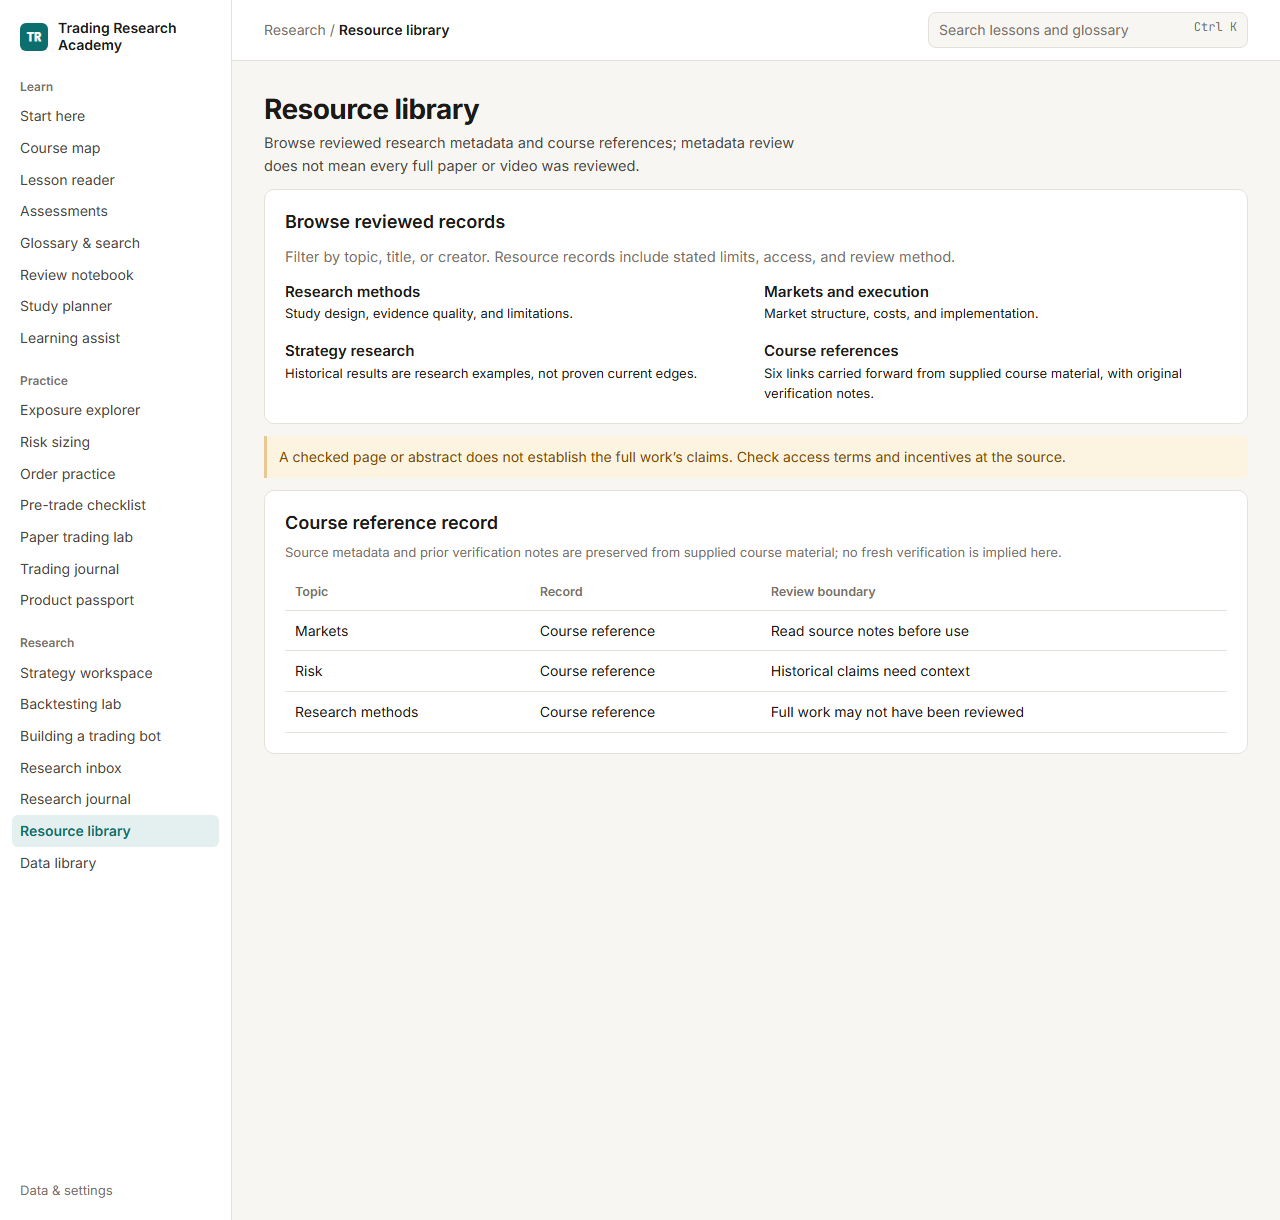 TR
Trading Research
Academy
Learn
Start here
Course map
Lesson reader
Assessments
Glossary & search
Review notebook
Study planner
Learning assist
Practice
Exposure explorer
Risk sizing
Order practice
Pre-trade checklist
Paper trading lab
Trading journal
Product passport
Research
Strategy workspace
Backtesting lab
Building a trading bot
Research inbox
Research journal
Resource library
Data library
Data & settings
Research / Resource library
Search lessons and glossary Ctrl K
Resource library
Browse reviewed research metadata and course references; metadata review
does not mean every full paper or video was reviewed.
Browse reviewed records
Filter by topic, title, or creator. Resource records include stated limits, access, and review method.
Research methods
Study design, evidence quality, and limitations.
Markets and execution
Market structure, costs, and implementation.
Strategy research
Historical results are research examples, not proven current edges.
Course references
Six links carried forward from supplied course material, with original
verification notes.
A checked page or abstract does not establish the full work’s claims. Check access terms and incentives at the source.
Course reference record
Source metadata and prior verification notes are preserved from supplied course material; no fresh verification is implied here.
Topic Record Review boundary
Markets Course reference Read source notes before use
Risk Course reference Historical claims need context
Research methods Course reference Full work may not have been reviewed